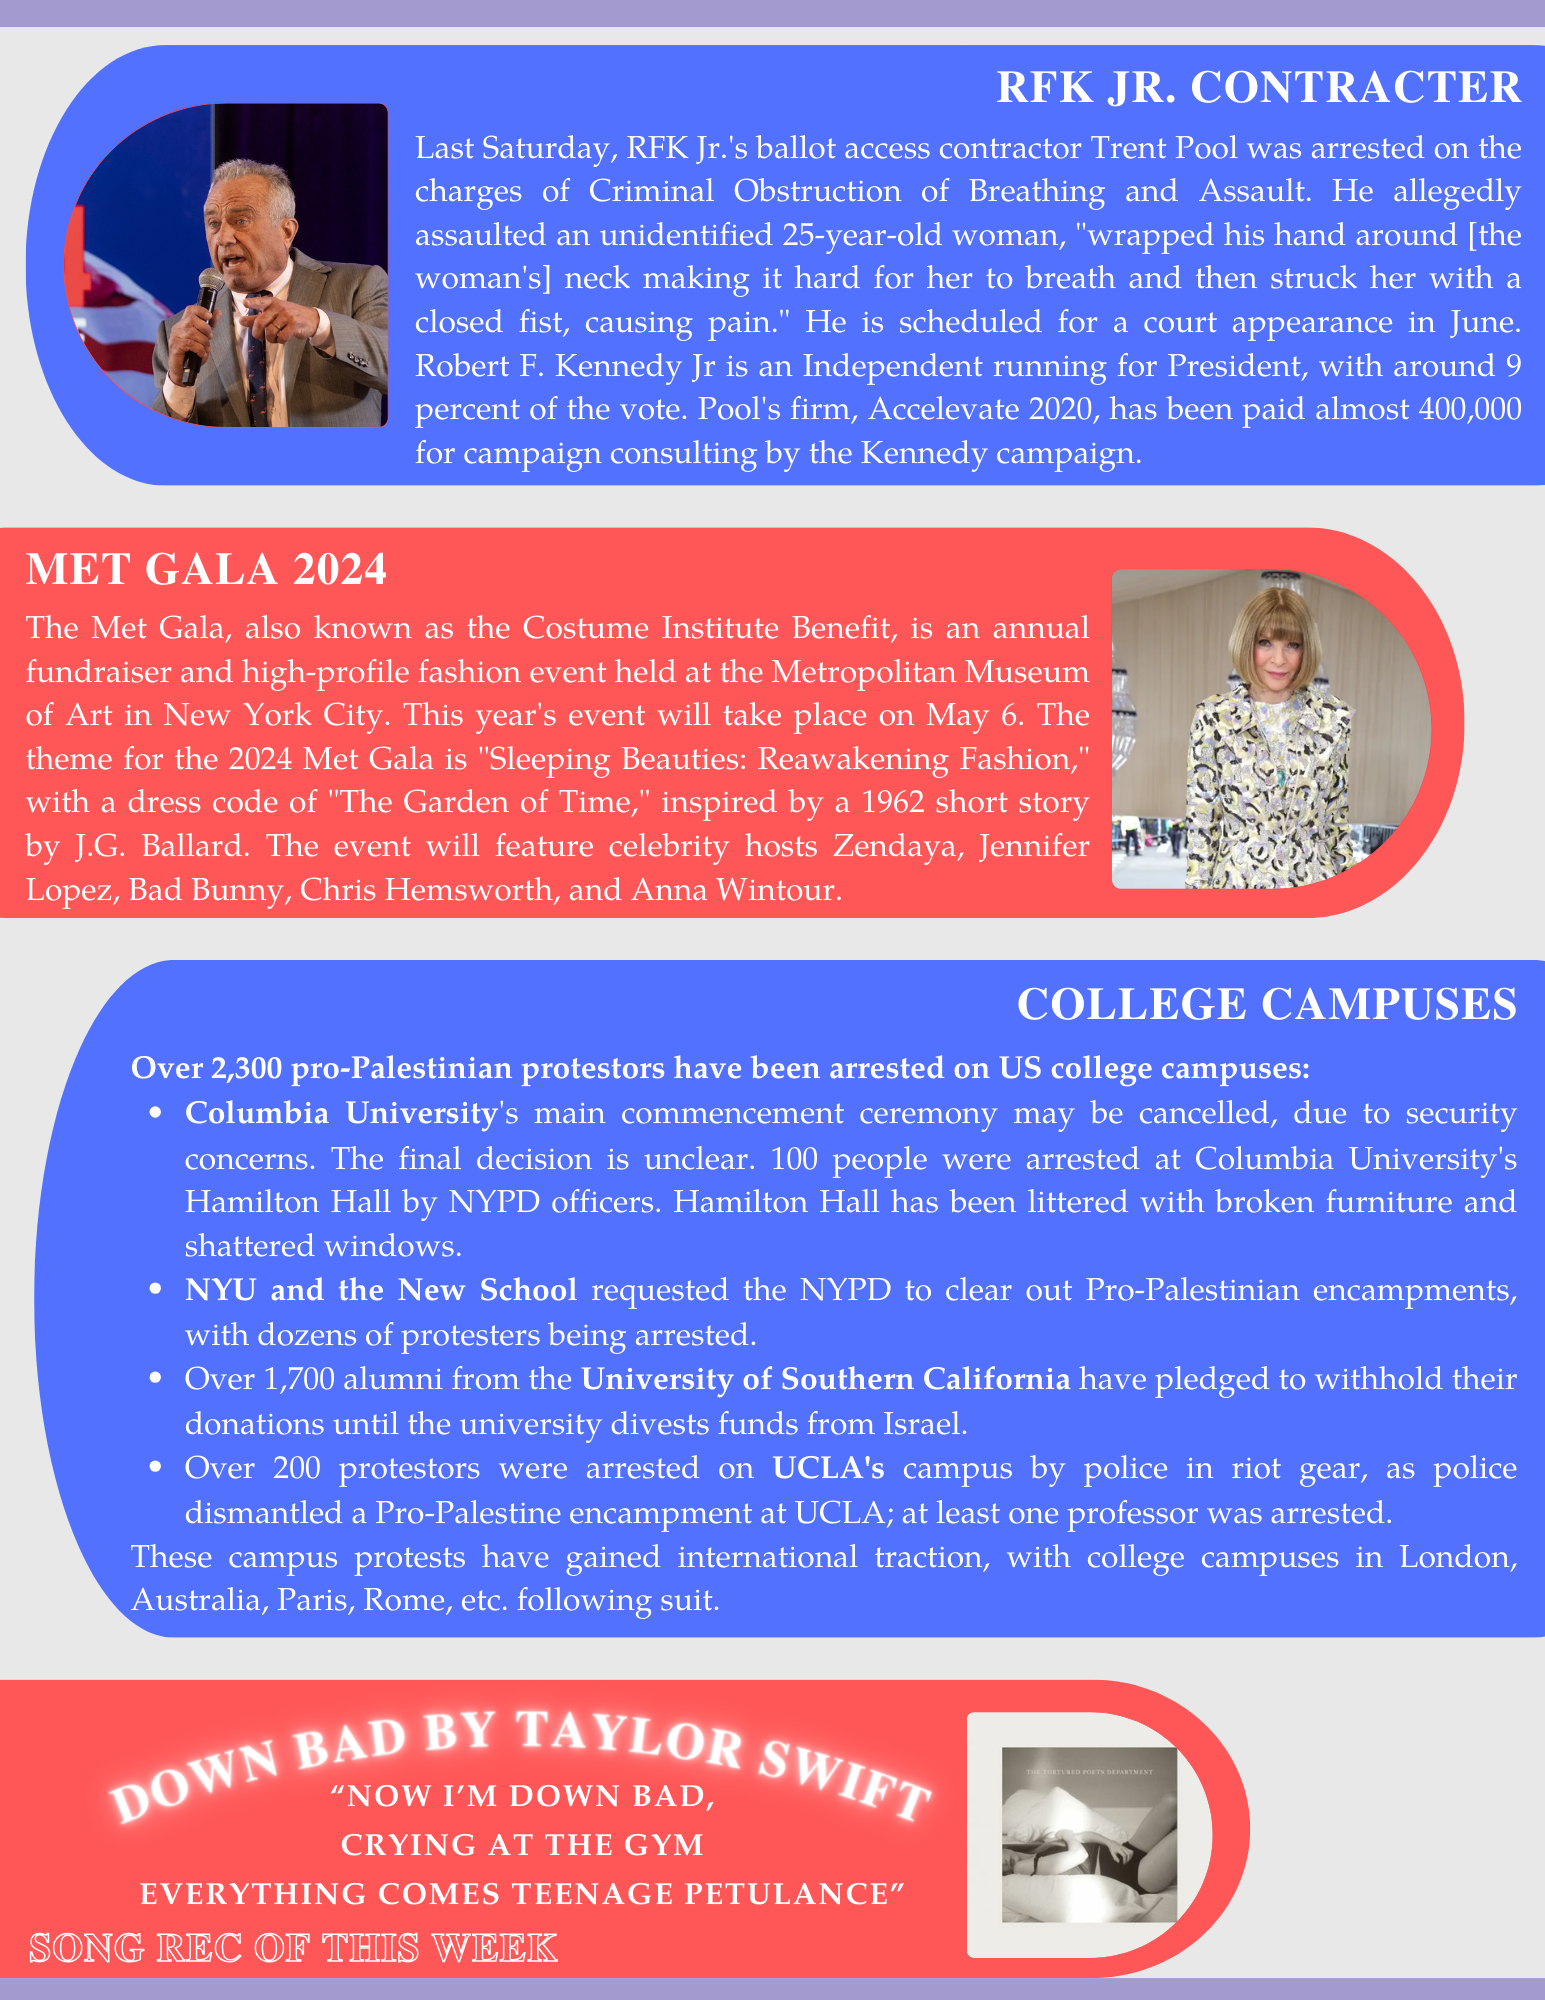 RFK JR. CONTRACTER
Last Saturday, RFK Jr.'s ballot access contractor Trent Pool was arrested on the
charges of Criminal Obstruction of Breathing and Assault. He allegedly
assaulted an unidentified 25-year-old woman, "wrapped his hand around [the
woman's] neck making it hard for her to breath and then struck her with a
closed fist, causing pain." He is scheduled for a court appearance in June.
Robert F. Kennedy Jr is an Independent running for President, with around 9
percent of the vote. Pool's firm, Accelevate 2020, has been paid almost 400,000
for campaign consulting by the Kennedy campaign.
MET GALA 2024
The Met Gala, also known as the Costume Institute Benefit, is an annual
fundraiser and high-profile fashion event held at the Metropolitan Museum
of Art in New York City. This year's event will take place on May 6. The
theme for the 2024 Met Gala is "Sleeping Beauties: Reawakening Fashion,"
with a dress code of "The Garden of Time," inspired by a 1962 short story
by J.G. Ballard. The event will feature celebrity hosts Zendaya, Jennifer
Lopez, Bad Bunny, Chris Hemsworth, and Anna Wintour.
COLLEGE CAMPUSES
Over 2,300 pro-Palestinian protestors have been arrested on US college campuses:
• Columbia University's main commencement ceremony may be cancelled, due to security
concerns. The final decision is unclear. 100 people were arrested at Columbia University's
Hamilton Hall by NYPD officers. Hamilton Hall has been littered with broken furniture and
shattered windows.
• NYU and the New School requested the NYPD to clear out Pro-Palestinian encampments,
with dozens of protesters being arrested.
• Over 1,700 alumni from the University of Southern California have pledged to withhold their
donations until the university divests funds from Israel.
• Over 200 protestors were arrested on UCLA's campus by police in riot gear, as police
dismantled a Pro-Palestine encampment at UCLA; at least one professor was arrested.
These campus protests have gained international traction, with college campuses in London,
Australia, Paris, Rome, etc. following suit.
DOWN BAD BY TAYLOR SWIFT
“NOW I’M DOWN BAD,
CRYING AT THE GYM
EVERYTHING COMES TEENAGE PETULANCE”
THE TORTURED POETS DEPARTMENT
SONG REC OF THIS WEEK